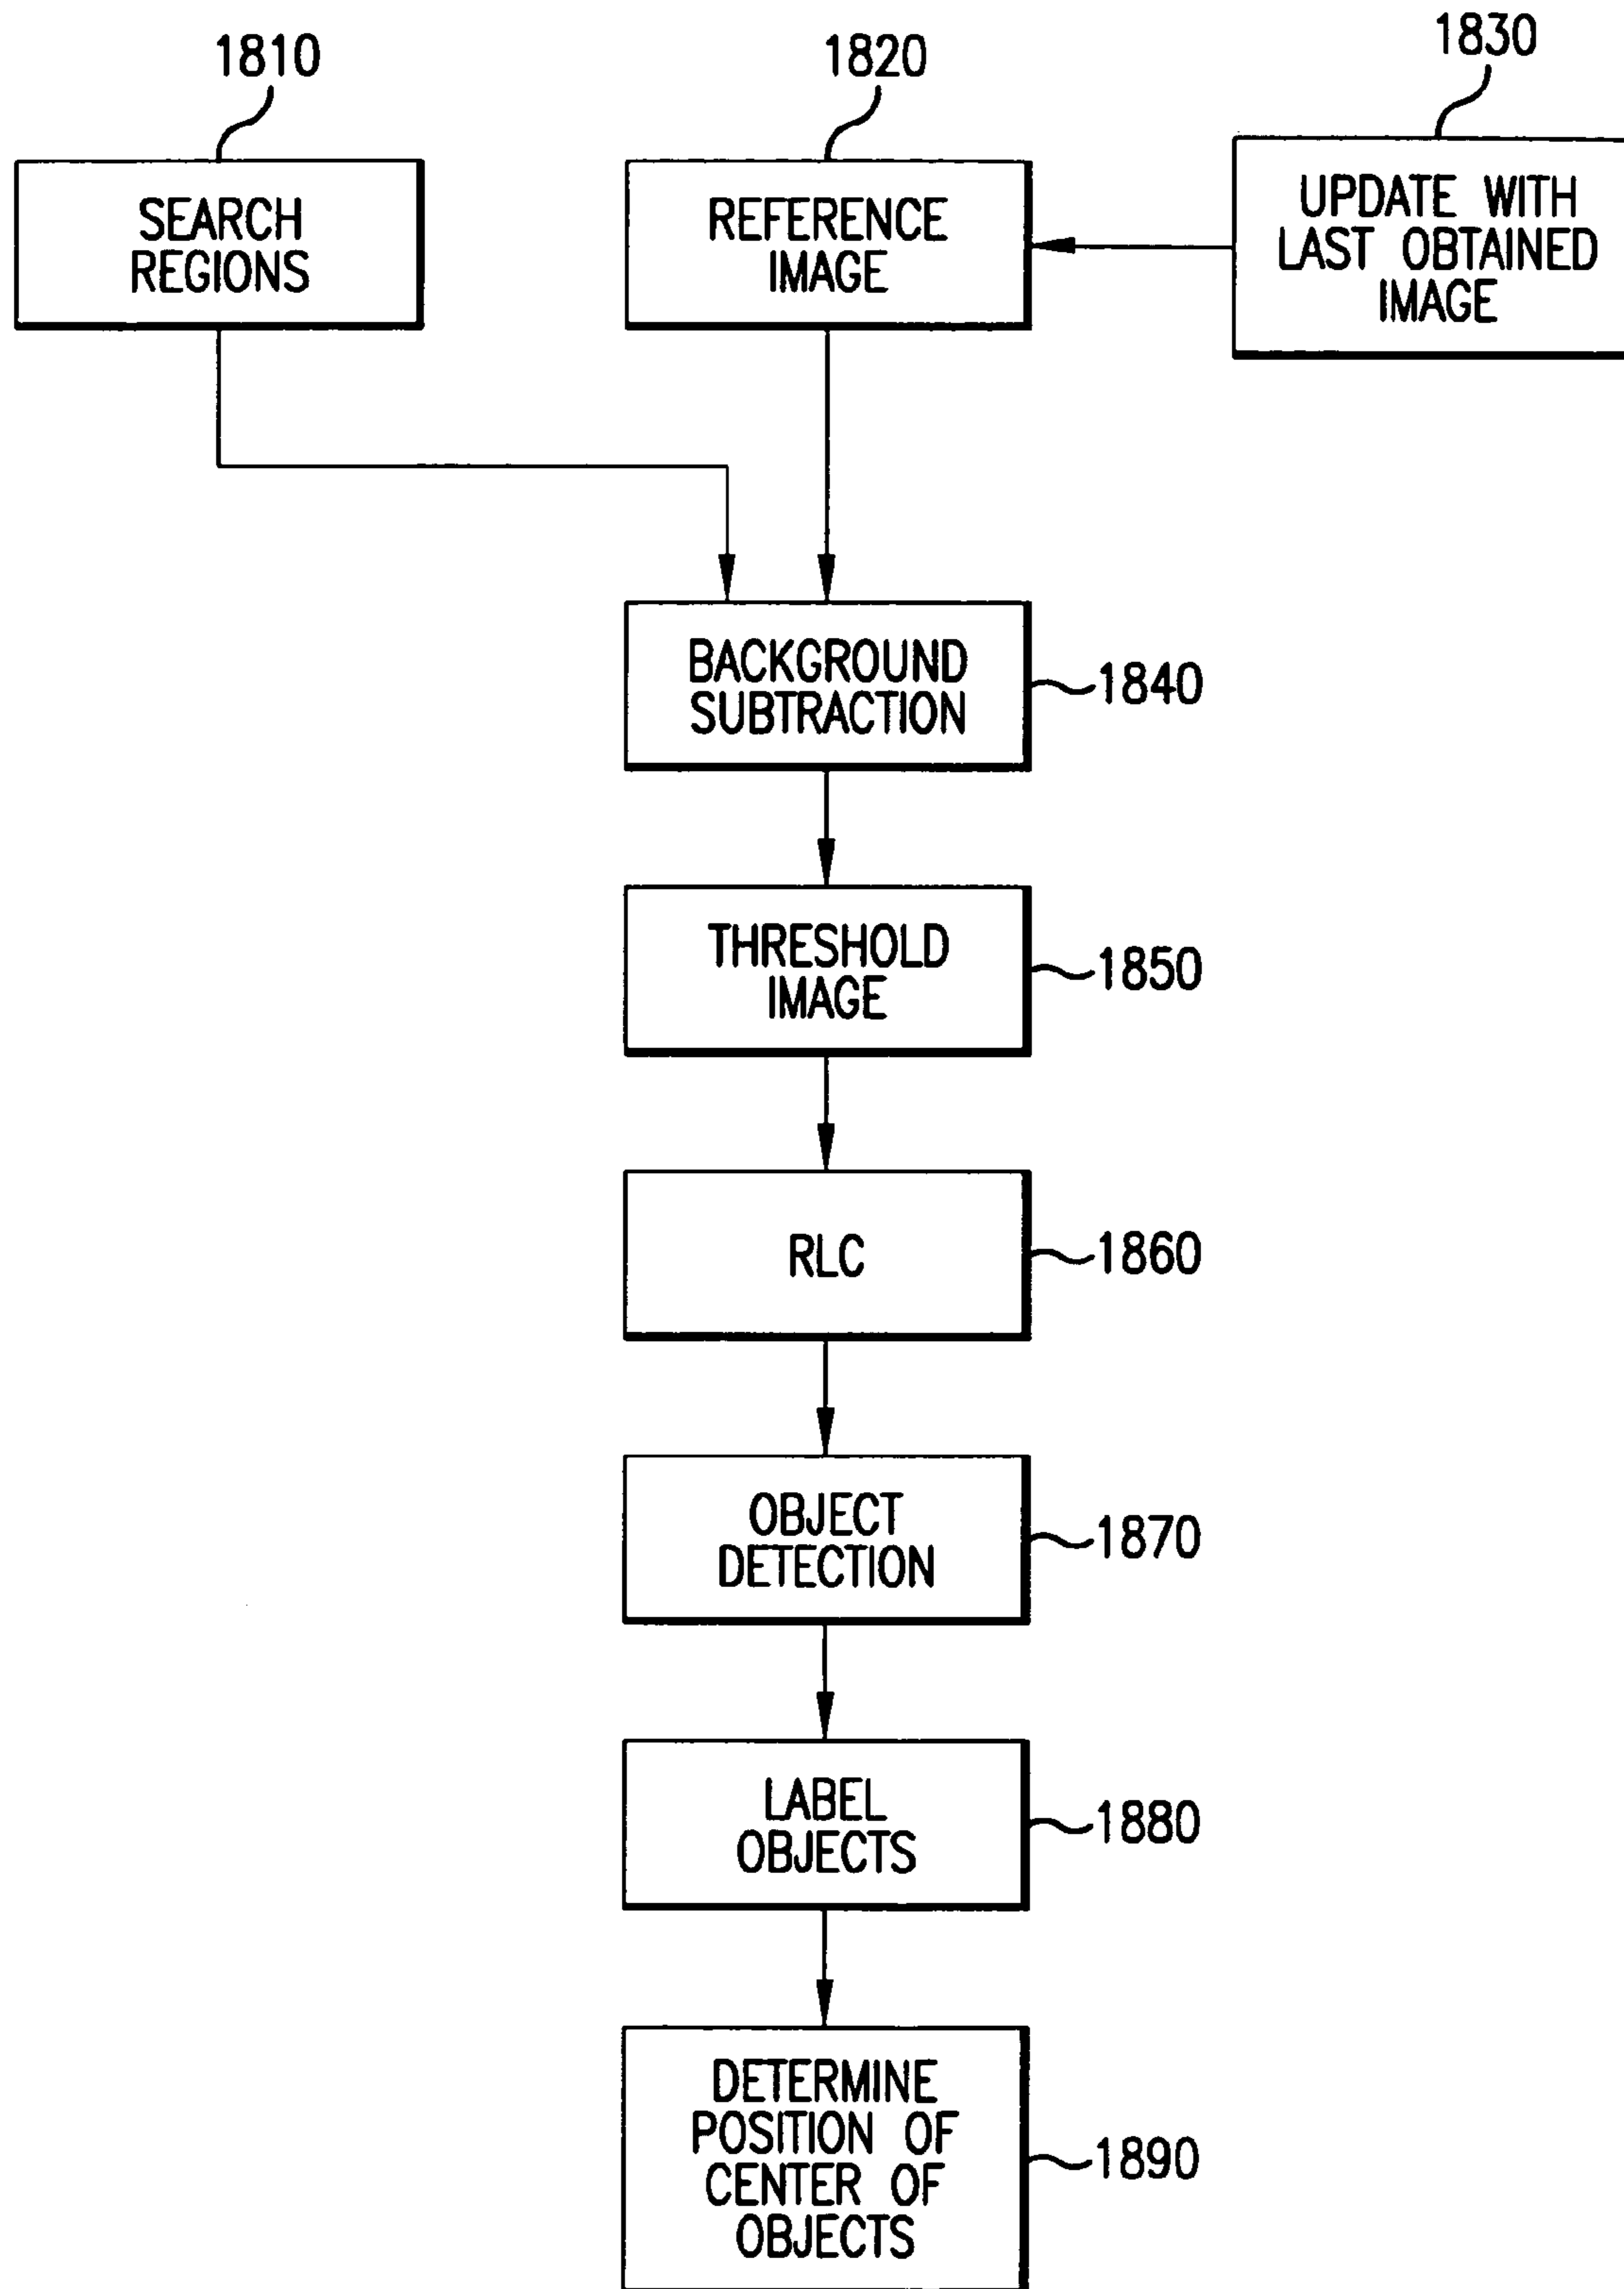 1810
1820
1830
SEARCH
REGIONS
REFERENCE
IMAGE
UPDATE WITH
LAST OBTAINED
IMAGE
BACKGROUND
SUBTRACTION
1840
THRESHOLD
IMAGE
1850
RLC
1860
OBJECT
DETECTION
1870
LABEL
OBJECTS
1880
DETERMINE
POSITION OF
CENTER OF
OBJECTS
1890